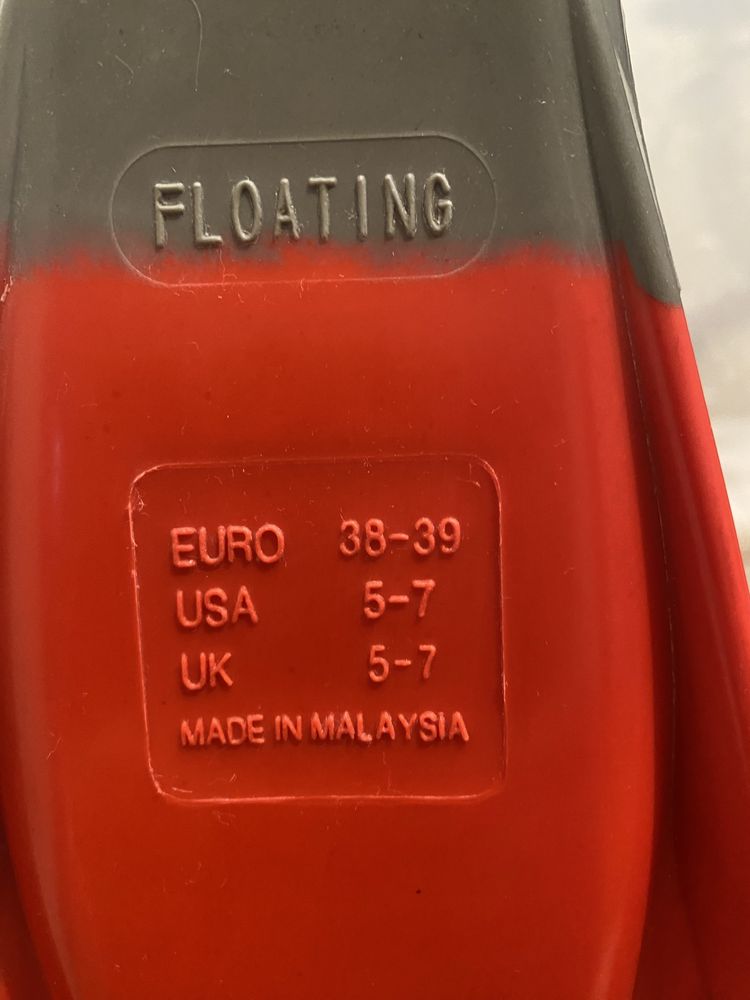 FLOATING
EURO 38-39
USA 5-7
UK 5-7
MADE IN MALAYSIA